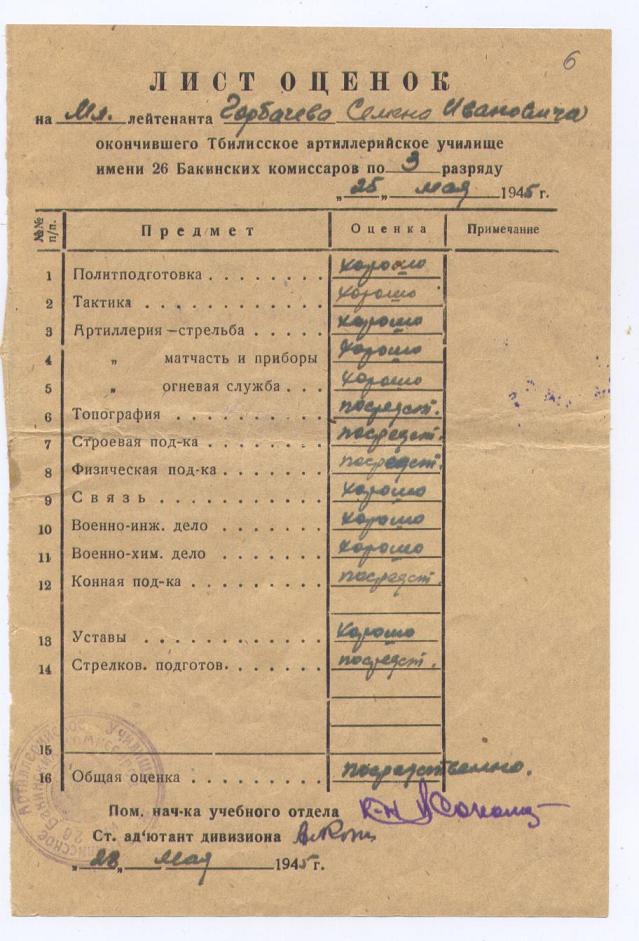 6
ЛИСТ ОЦЕНОК
на Мл. лейтенанта Горбачева Семена Ивановича
окончившего Тбилисское артиллерийское училище
имени 26 Бакинских комиссаров по 3 разряду
„25„ мая 1945 г.
№№ п/п. Предмет Оценка Примечание
1 Политподготовка . . . . . . . . хорошо
2 Тактика . . . . . . . . . . . . хорошо
3 Артиллерия—стрельба . . . . . хорошо
4 „ матчасть и приборы хорошо
5 „ огневая служба . . . хорошо
6 Топография . . . . . . . . . . посредст.
7 Строевая под-ка . . . . . . . . посредст.
8 Физическая под-ка . . . . . . . посредст.
9 Связь . . . . . . . . . . . . хорошо
10 Военно-инж. дело . . . . . . . хорошо
11 Военно-хим. дело . . . . . . . хорошо
12 Конная под-ка . . . . . . . . . посредст.
13 Уставы . . . . . . . . . . . . хорошо
14 Стрелков. подготов. . . . . . . посредст.
15
16 Общая оценка . . . . . . . . . посредственно.
Пом. нач-ка учебного отдела к-н
Ст. ад'ютант дивизиона
„28„ мая 1945 г.
Артиллерийское Училище